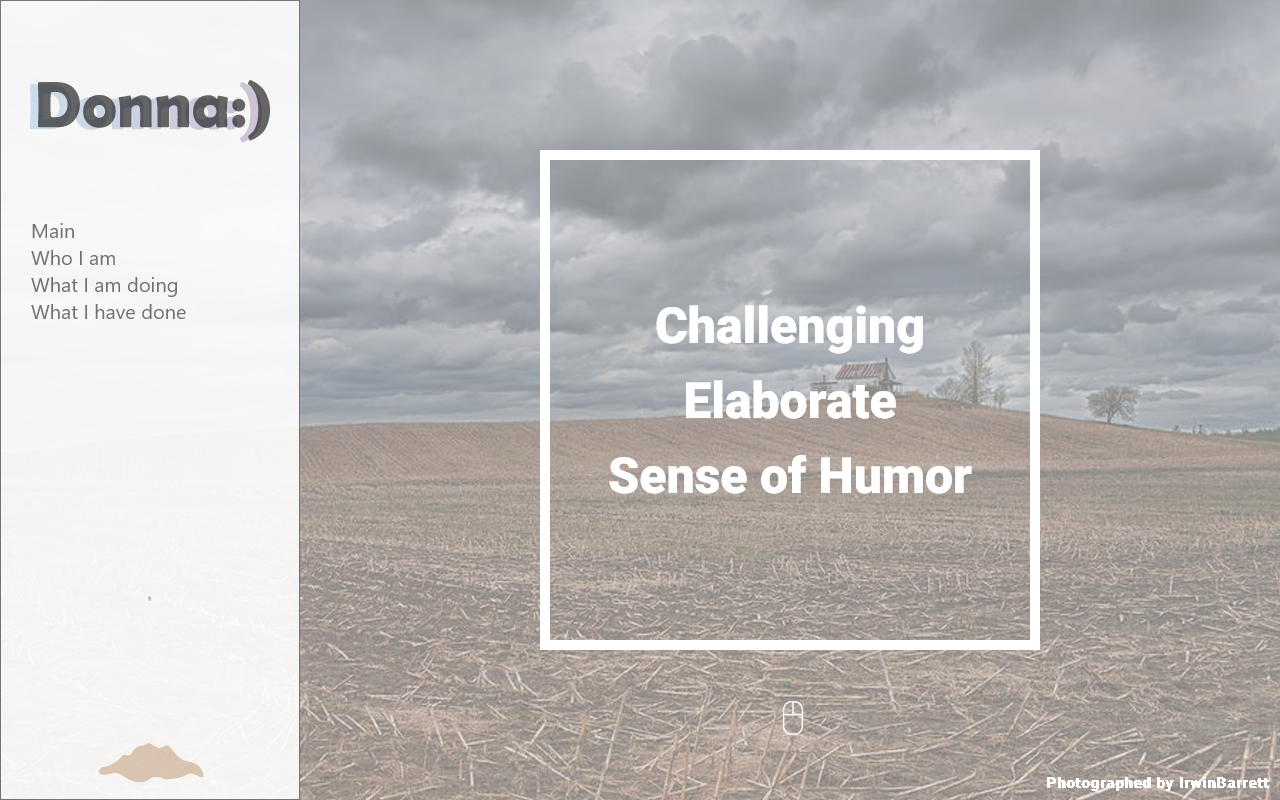 Donna:)
Main
Who I am
What I am doing
What I have done
Challenging
Elaborate
Sense of Humor
Photographed by IrwinBarrett